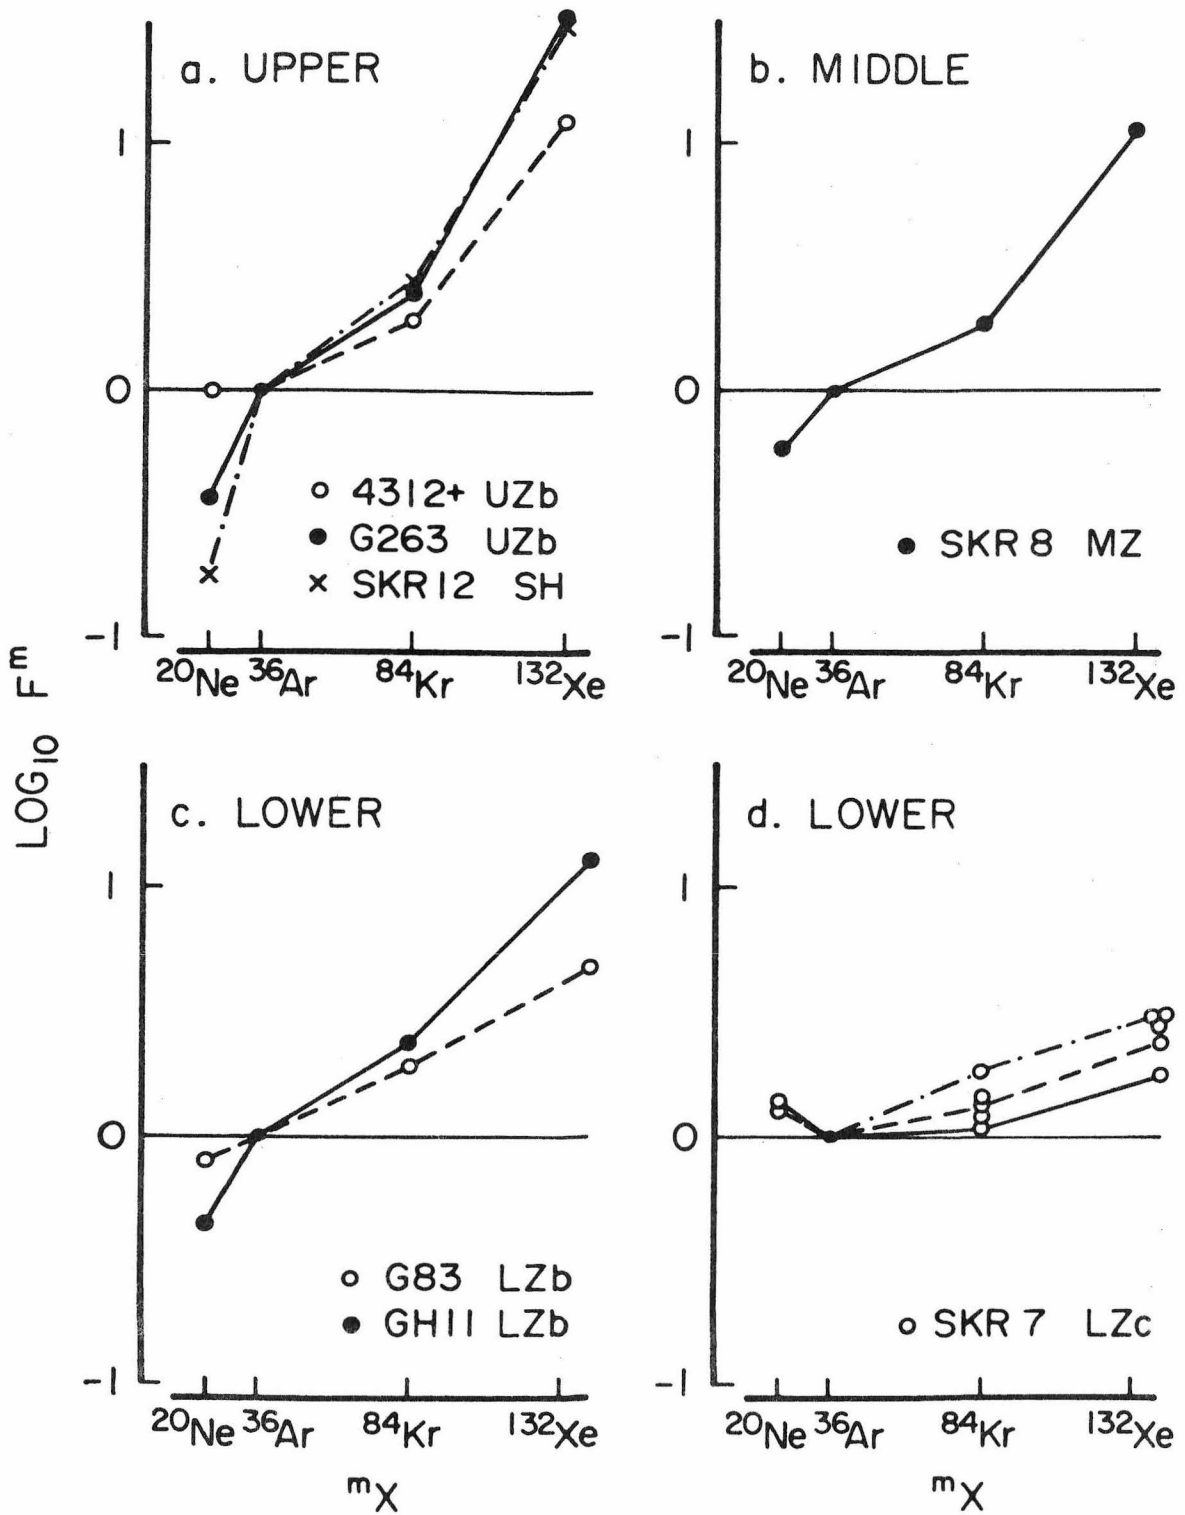 a. UPPER
1
0
-1
o 4312+ UZb
● G263 UZb
x SKR12 SH
²⁰Ne ³⁶Ar ⁸⁴Kr ¹³²Xe
b. MIDDLE
1
0
-1
● SKR 8 MZ
²⁰Ne ³⁶Ar ⁸⁴Kr ¹³²Xe
LOG₁₀ Fᵐ
c. LOWER
1
0
-1
o G83 LZb
● GH11 LZb
²⁰Ne ³⁶Ar ⁸⁴Kr ¹³²Xe
ᵐX
d. LOWER
1
0
-1
o SKR 7 LZc
²⁰Ne ³⁶Ar ⁸⁴Kr ¹³²Xe
ᵐX